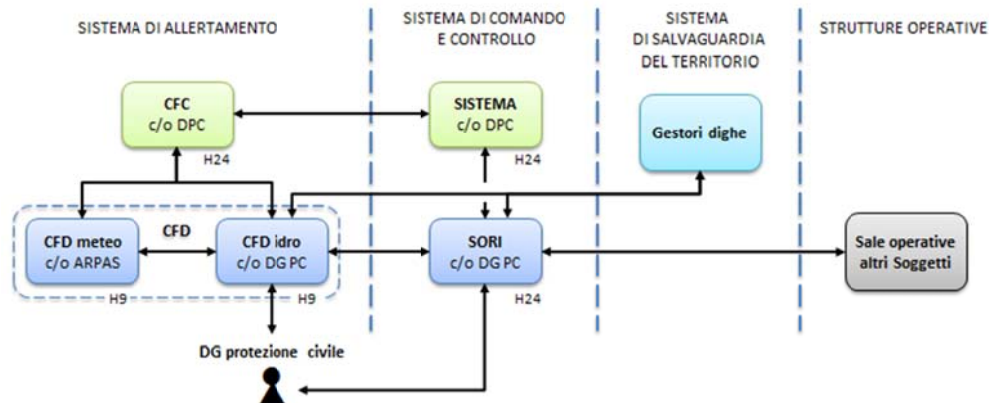 SISTEMA DI ALLERTAMENTO
SISTEMA DI COMANDO
E CONTROLLO
SISTEMA
DI SALVAGUARDIA
DEL TERRITORIO
STRUTTURE OPERATIVE
CFC
c/o DPC
H24
SISTEMA
c/o DPC
H24
Gestori dighe
CFD meteo
c/o ARPAS
H9
CFD
CFD idro
c/o DG PC
H9
SORI
c/o DG PC
H24
Sale operative
altri Soggetti
DG protezione civile